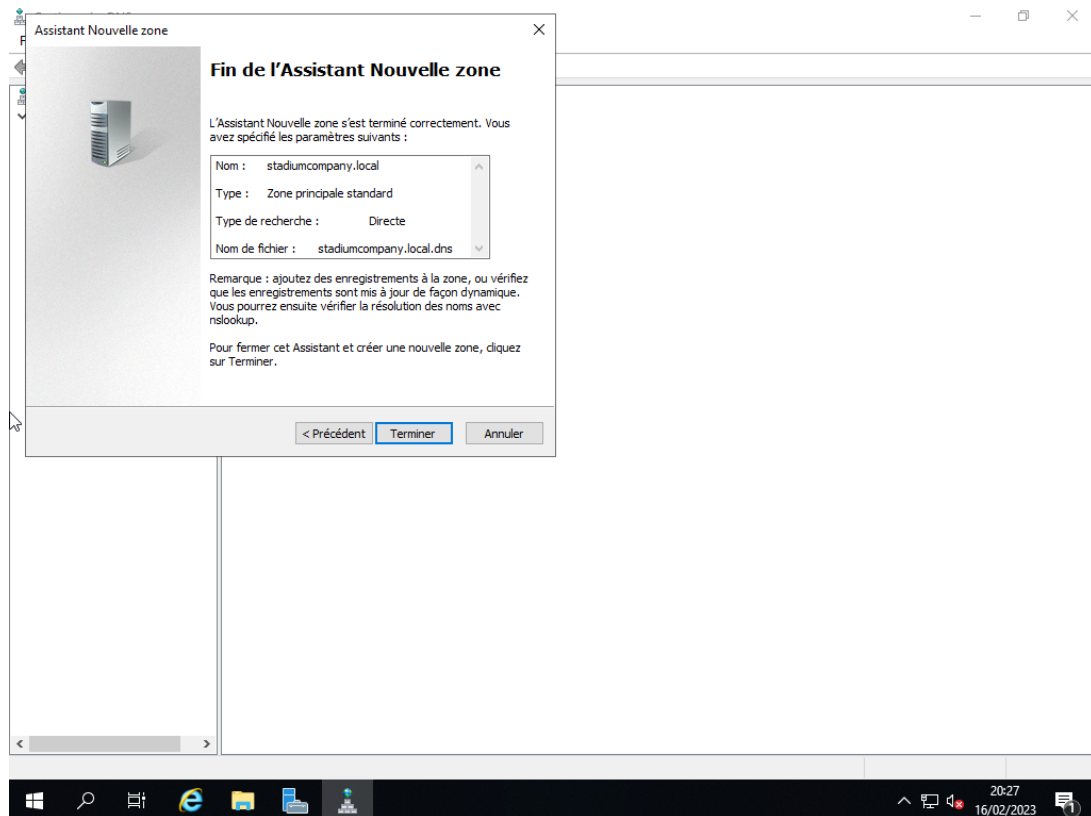 Assistant Nouvelle zone
F
Fin de l'Assistant Nouvelle zone
L'Assistant Nouvelle zone s'est terminé correctement. Vous
avez spécifié les paramètres suivants :
Nom : stadiumcompany.local
Type : Zone principale standard
Type de recherche : Directe
Nom de fichier : stadiumcompany.local.dns
Remarque : ajoutez des enregistrements à la zone, ou vérifiez
que les enregistrements sont mis à jour de façon dynamique.
Vous pourrez ensuite vérifier la résolution des noms avec
nslookup.
Pour fermer cet Assistant et créer une nouvelle zone, cliquez
sur Terminer.
< Précédent Terminer Annuler
20:27
16/02/2023
1